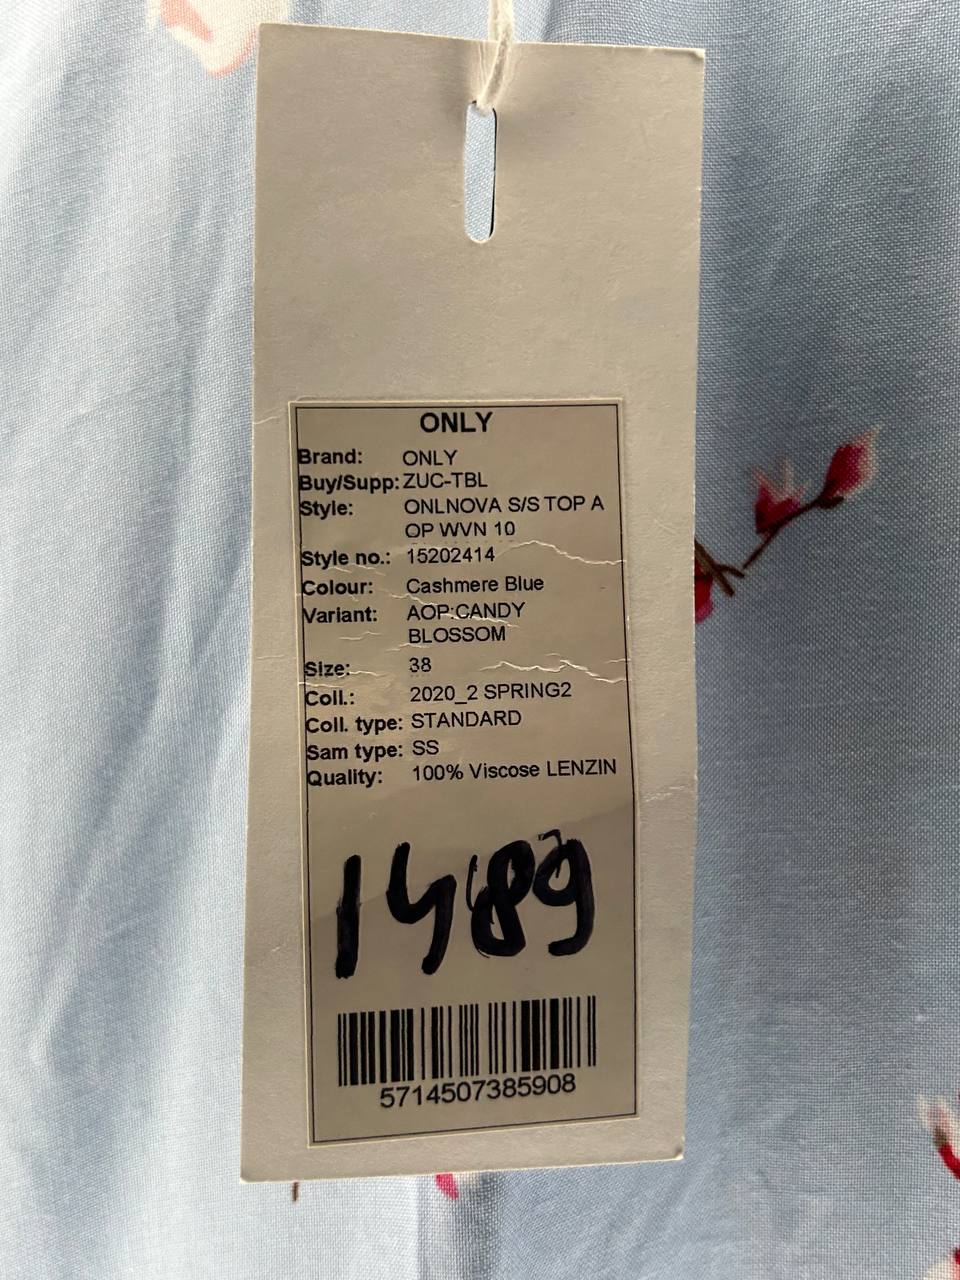 ONLY
Brand: ONLY
Buy/Supp: ZUC-TBL
Style: ONLNOVA S/S TOP A
OP WVN 10
Style no.: 15202414
Colour: Cashmere Blue
Variant: AOP:CANDY
BLOSSOM
Size: 38
Coll.: 2020_2 SPRING2
Coll. type: STANDARD
Sam type: SS
Quality: 100% Viscose LENZIN
1489
5714507385908